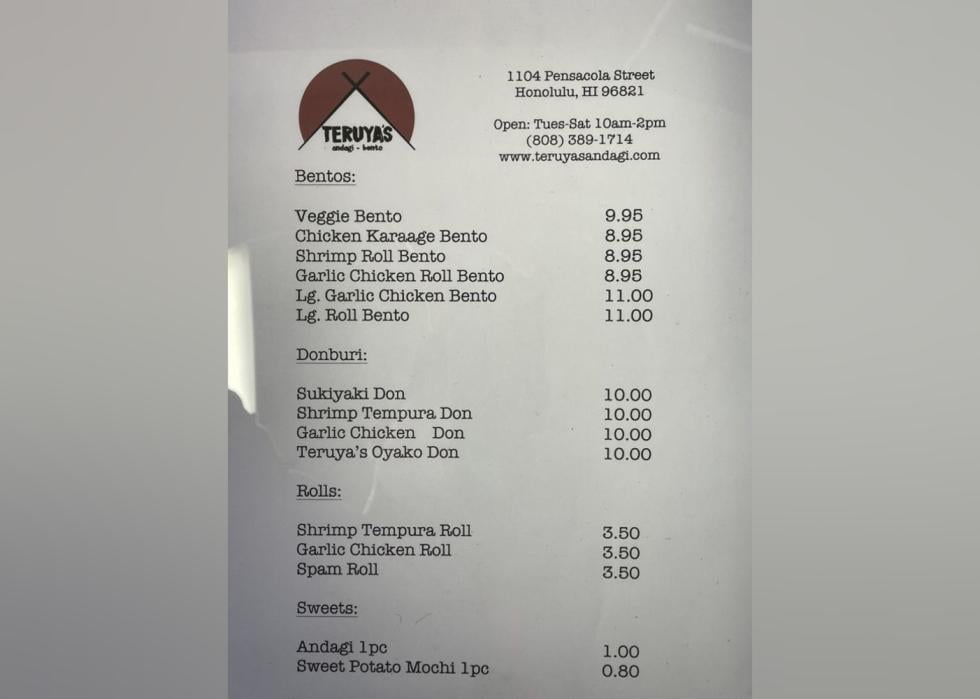 TERUYA'S
andagi - bento
1104 Pensacola Street
Honolulu, HI 96821
Open: Tues-Sat 10am-2pm
(808) 389-1714
www.teruyasandagi.com
Bentos:
Veggie Bento 9.95
Chicken Karaage Bento 8.95
Shrimp Roll Bento 8.95
Garlic Chicken Roll Bento 8.95
Lg. Garlic Chicken Bento 11.00
Lg. Roll Bento 11.00
Donburi:
Sukiyaki Don 10.00
Shrimp Tempura Don 10.00
Garlic Chicken Don 10.00
Teruya's Oyako Don 10.00
Rolls:
Shrimp Tempura Roll 3.50
Garlic Chicken Roll 3.50
Spam Roll 3.50
Sweets:
Andagi 1pc 1.00
Sweet Potato Mochi 1pc 0.80